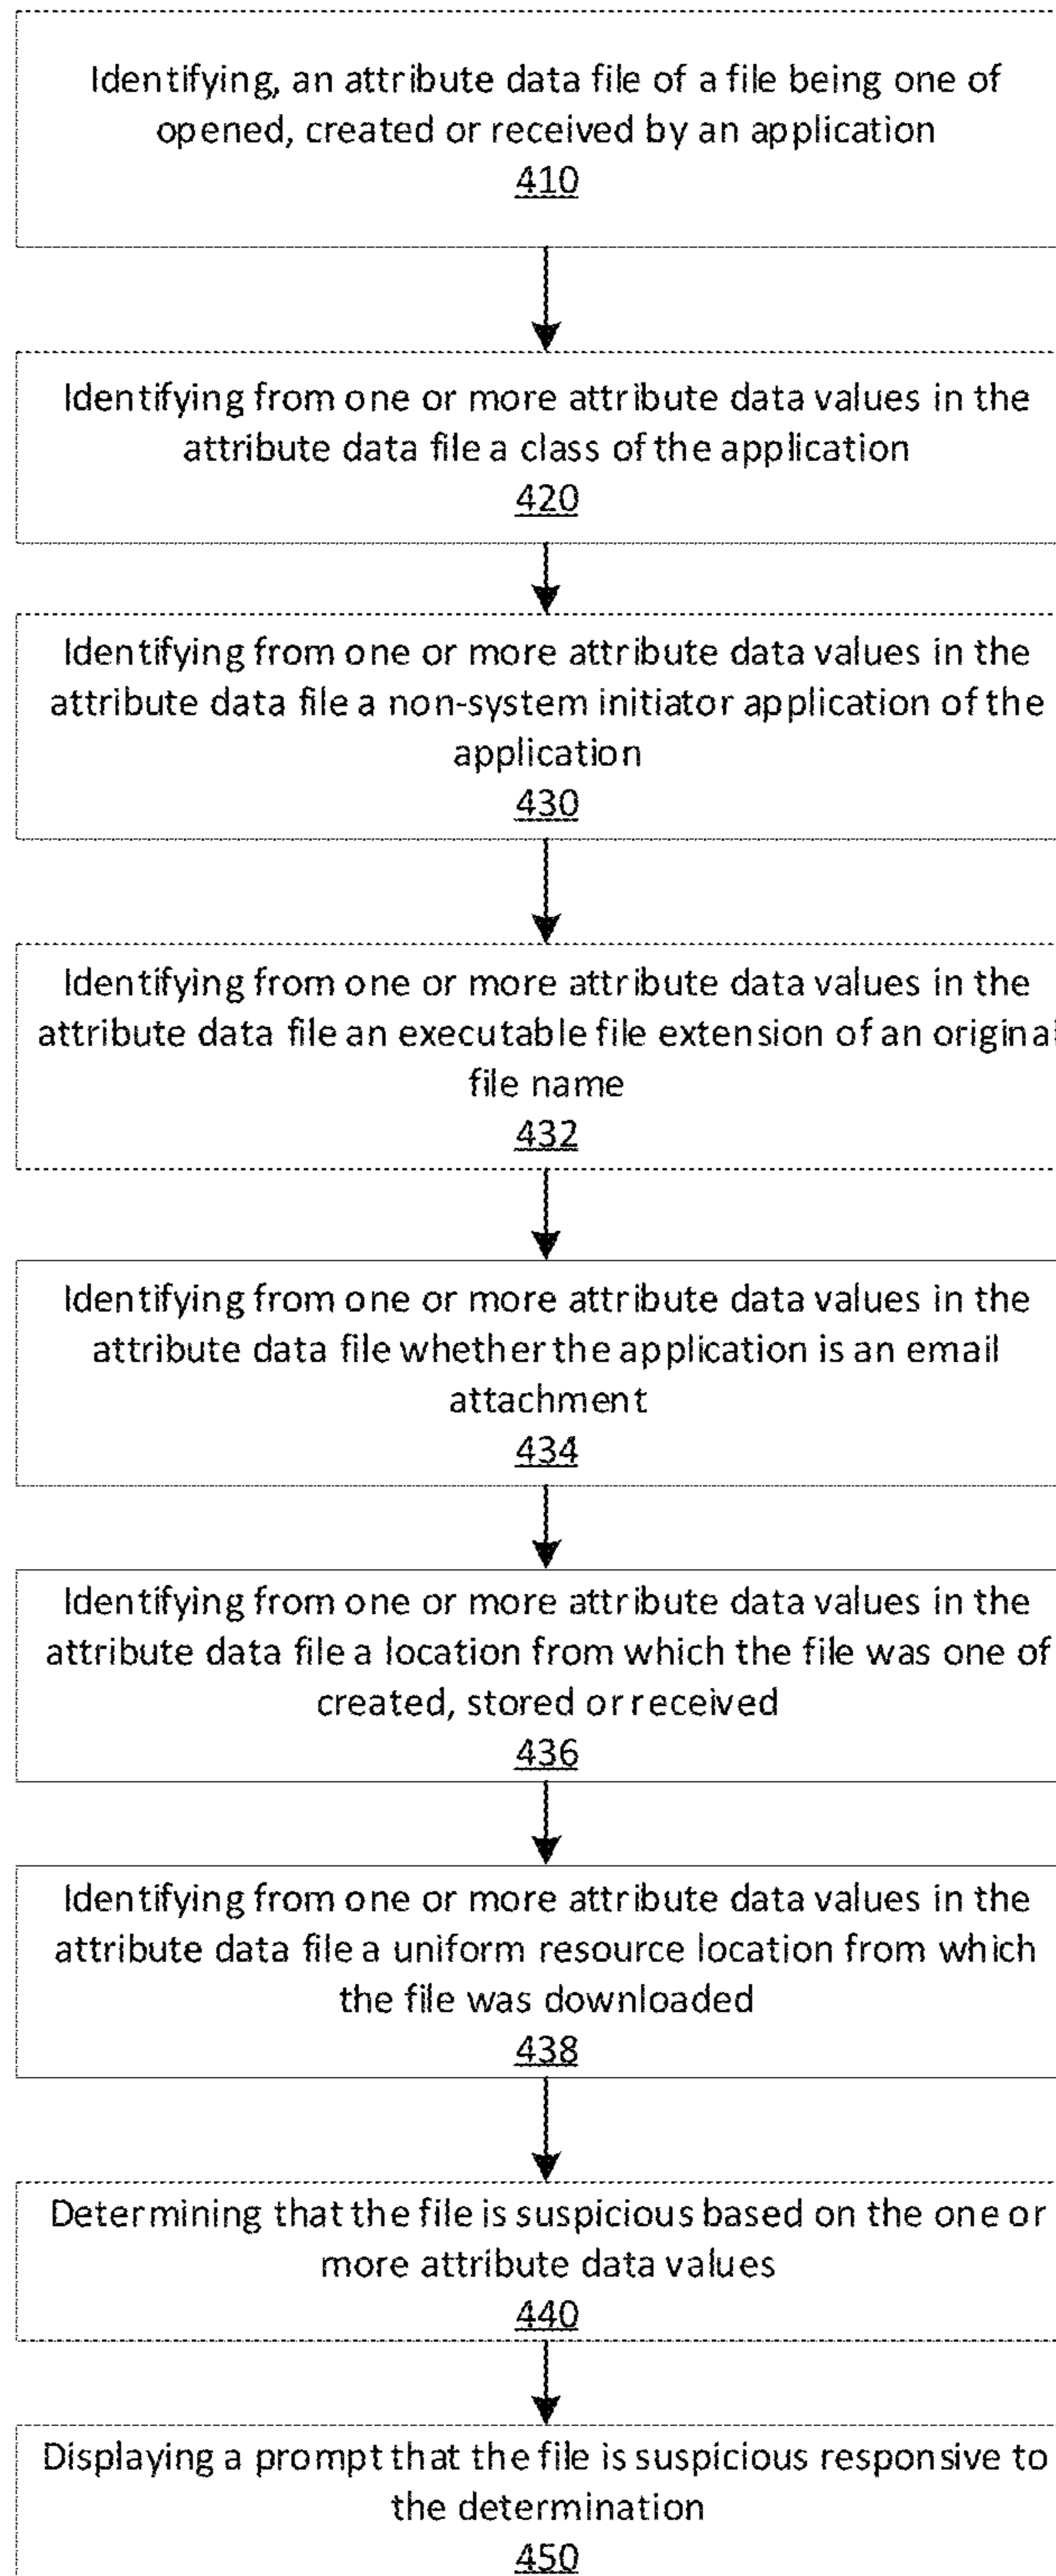 Identifying, an attribute data file of a file being one of
opened, created or received by an application
410
Identifying from one or more attribute data values in the
attribute data file a class of the application
420
Identifying from one or more attribute data values in the
attribute data file a non-system initiator application of the
application
430
Identifying from one or more attribute data values in the
attribute data file an executable file extension of an original
file name
432
Identifying from one or more attribute data values in the
attribute data file whether the application is an email
attachment
434
Identifying from one or more attribute data values in the
attribute data file a location from which the file was one of
created, stored or received
436
Identifying from one or more attribute data values in the
attribute data file a uniform resource location from which
the file was downloaded
438
Determining that the file is suspicious based on the one or
more attribute data values
440
Displaying a prompt that the file is suspicious responsive to
the determination
450